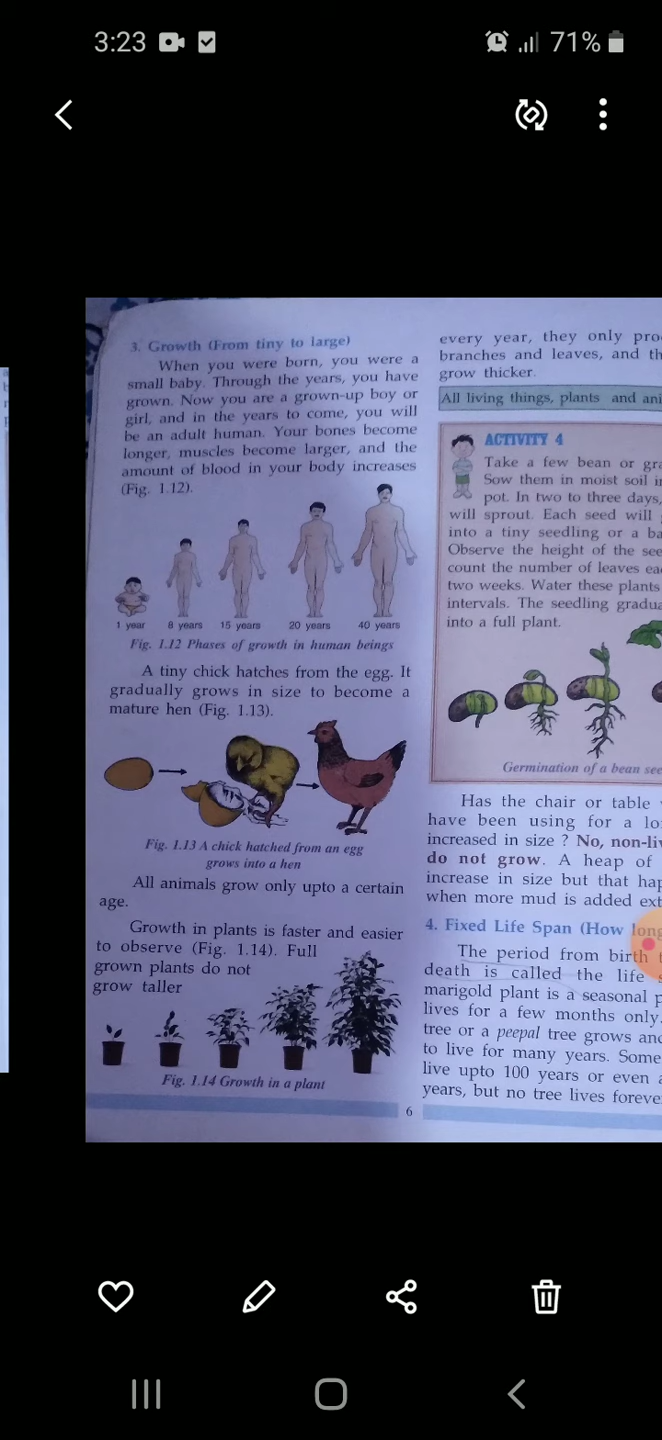 3:23
71%
3. Growth (From tiny to large)
When you were born, you were a
small baby. Through the years, you have
grown. Now you are a grown-up boy or
girl, and in the years to come, you will
be an adult human. Your bones become
longer, muscles become larger, and the
amount of blood in your body increases
(Fig. 1.12).
1 year 8 years 15 years 20 years 40 years
Fig. 1.12 Phases of growth in human beings
A tiny chick hatches from the egg. It
gradually grows in size to become a
mature hen (Fig. 1.13).
Fig. 1.13 A chick hatched from an egg
grows into a hen
All animals grow only upto a certain
age.
Growth in plants is faster and easier
to observe (Fig. 1.14). Full
grown plants do not
grow taller
Fig. 1.14 Growth in a plant
every year, they only pro
branches and leaves, and th
grow thicker.
All living things, plants and ani
ACTIVITY 4
Take a few bean or gra
Sow them in moist soil i
pot. In two to three days,
will sprout. Each seed will
into a tiny seedling or a ba
Observe the height of the see
count the number of leaves ea
two weeks. Water these plants
intervals. The seedling gradua
into a full plant.
Germination of a bean see
Has the chair or table
have been using for a lo
increased in size ? No, non-liv
do not grow. A heap of
increase in size but that hap
when more mud is added ext
4. Fixed Life Span (How long
The period from birth t
death is called the life s
marigold plant is a seasonal p
lives for a few months only.
tree or a peepal tree grows and
to live for many years. Some
live upto 100 years or even a
years, but no tree lives foreve
6